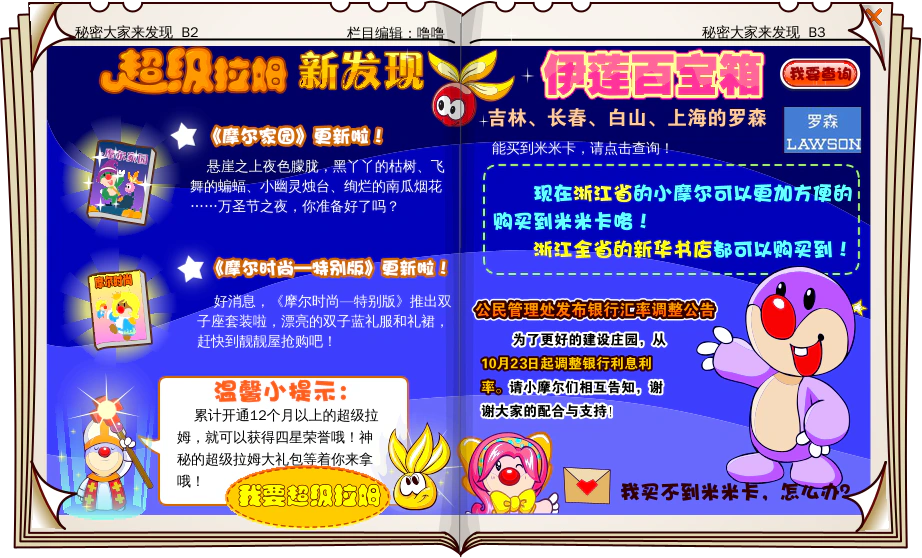 秘密大家来发现 B2
栏目编辑：噜噜
超级拉姆 新发现
《摩尔家园》更新啦！
摩尔家园
悬崖之上夜色朦胧，黑丫丫的枯树、飞
舞的蝙蝠、小幽灵烛台、绚烂的南瓜烟花
……万圣节之夜，你准备好了吗？
《摩尔时尚—特别版》更新啦！
摩尔时尚
好消息，《摩尔时尚—特别版》推出双
子座套装啦，漂亮的双子蓝礼服和礼裙，
赶快到靓靓屋抢购吧！
温馨小提示：
累计开通12个月以上的超级拉
姆，就可以获得四星荣誉哦！神
秘的超级拉姆大礼包等着你来拿
哦！
我要超级拉姆
秘密大家来发现 B3
伊莲百宝箱
我要查询
吉林、长春、白山、上海的罗森
能买到米米卡，请点击查询！
罗森
LAWSON
现在浙江省的小摩尔可以更加方便的
购买到米米卡咯！
浙江全省的新华书店都可以购买到！
公民管理处发布银行汇率调整公告
为了更好的建设庄园，从
10月23日起调整银行利息利
率。请小摩尔们相互告知，谢
谢大家的配合与支持！
我买不到米米卡，怎么办？